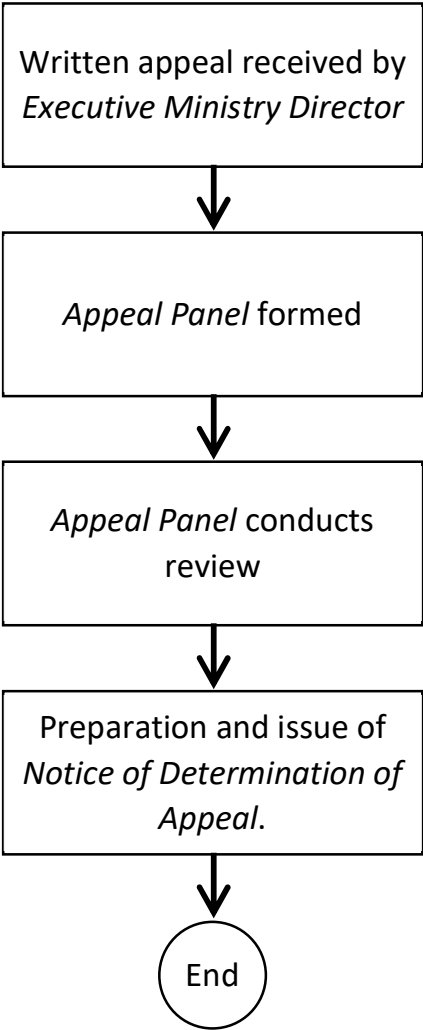 Written appeal received by
Executive Ministry Director
Appeal Panel formed
Appeal Panel conducts
review
Preparation and issue of
Notice of Determination of
Appeal.
End